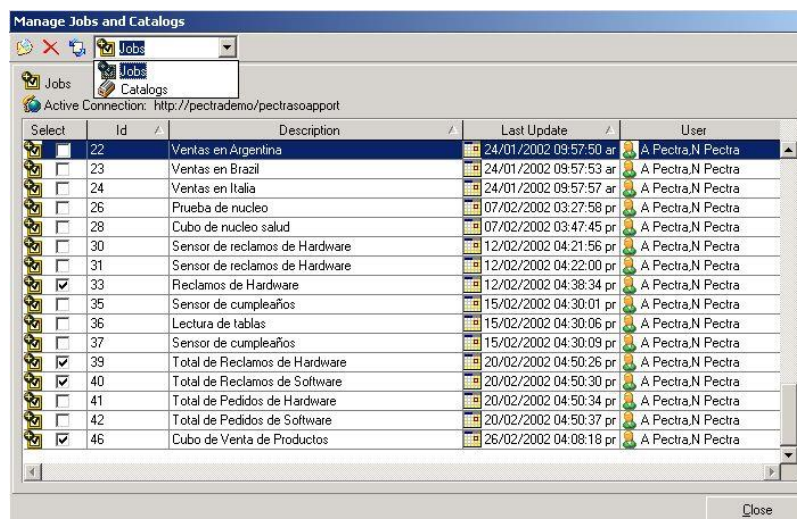 Manage Jobs and Catalogs
Jobs
Jobs
Catalogs
Jobs
Active Connection: http://pectrademo/pectrasoapport
Select Id Description Last Update User
22 Ventas en Argentina 24/01/2002 09:57:50 ar A Pectra,N Pectra
23 Ventas en Brazil 24/01/2002 09:57:53 ar A Pectra,N Pectra
24 Ventas en Italia 24/01/2002 09:57:57 ar A Pectra,N Pectra
26 Prueba de nucleo 07/02/2002 03:27:58 pr A Pectra,N Pectra
28 Cubo de nucleo salud 07/02/2002 03:47:45 pr A Pectra,N Pectra
30 Sensor de reclamos de Hardware 12/02/2002 04:21:56 pr A Pectra,N Pectra
31 Sensor de reclamos de Hardware 12/02/2002 04:22:00 pr A Pectra,N Pectra
33 Reclamos de Hardware 12/02/2002 04:38:34 pr A Pectra,N Pectra
35 Sensor de cumpleaños 15/02/2002 04:30:01 pr A Pectra,N Pectra
36 Lectura de tablas 15/02/2002 04:30:06 pr A Pectra,N Pectra
37 Sensor de cumpleaños 15/02/2002 04:30:09 pr A Pectra,N Pectra
39 Total de Reclamos de Hardware 20/02/2002 04:50:26 pr A Pectra,N Pectra
40 Total de Reclamos de Software 20/02/2002 04:50:30 pr A Pectra,N Pectra
41 Total de Pedidos de Hardware 20/02/2002 04:50:34 pr A Pectra,N Pectra
42 Total de Pedidos de Software 20/02/2002 04:50:37 pr A Pectra,N Pectra
46 Cubo de Venta de Productos 26/02/2002 04:08:18 pr A Pectra,N Pectra
Close